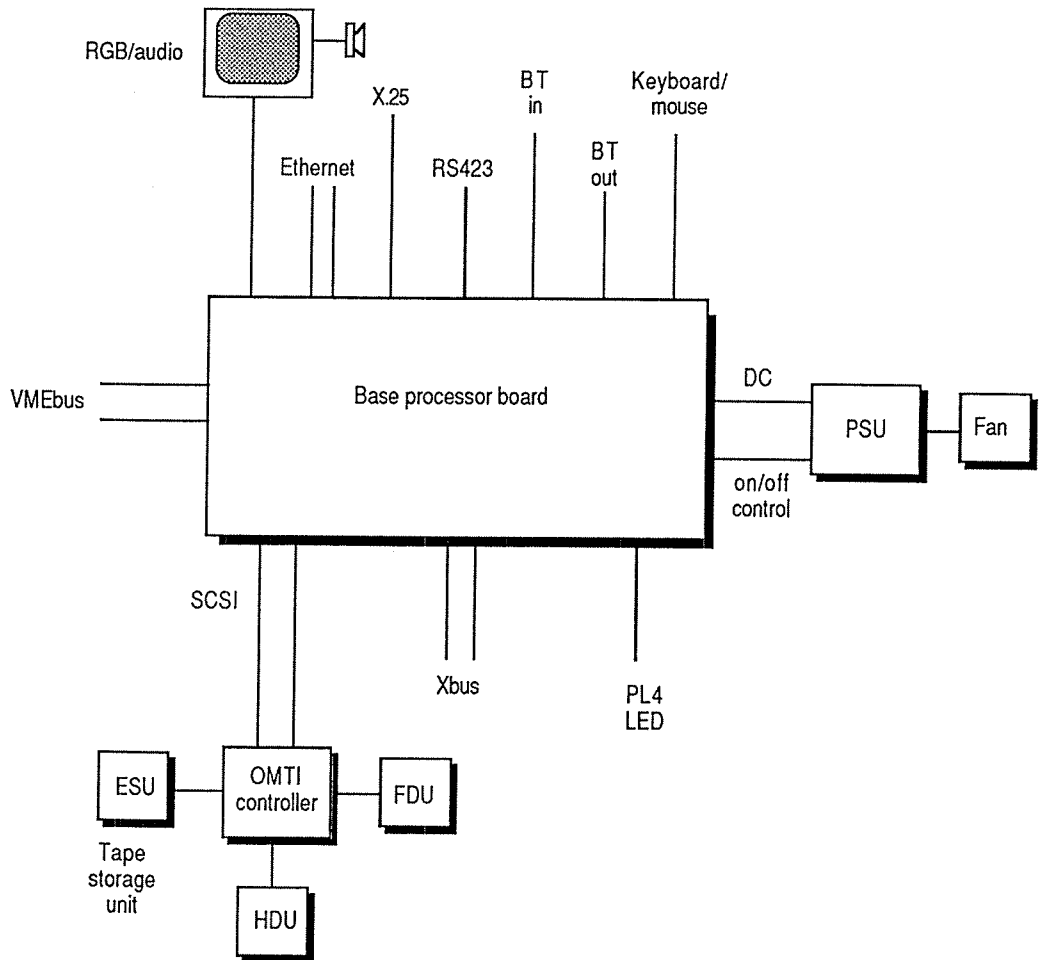 RGB/audio
X.25
BT
in
Keyboard/
mouse
Ethernet
RS423
BT
out
VMEbus
Base processor board
DC
PSU
Fan
on/off
control
SCSI
Xbus
PL4
LED
ESU
OMTI
controller
FDU
Tape
storage
unit
HDU